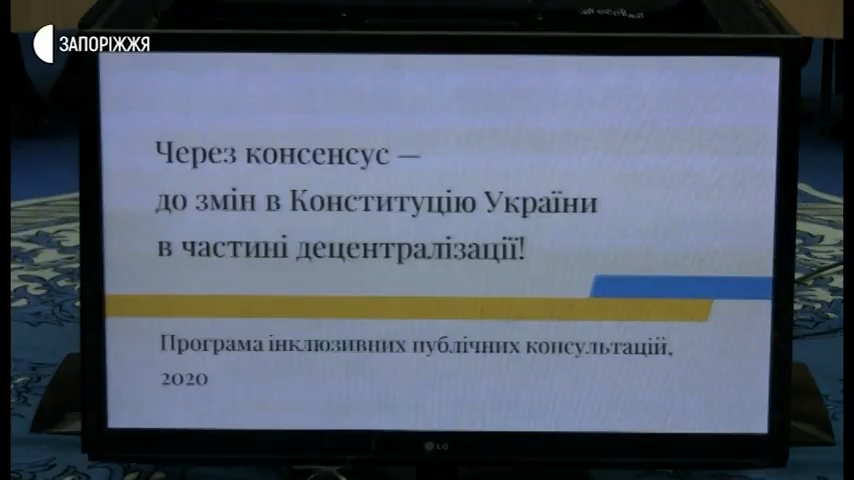 ЗАПОРІЖЖЯ
Через консенсус —
до змін в Конституцію України
в частині децентралізації!
Програма інклюзивних публічних консультацій,
2020
LG